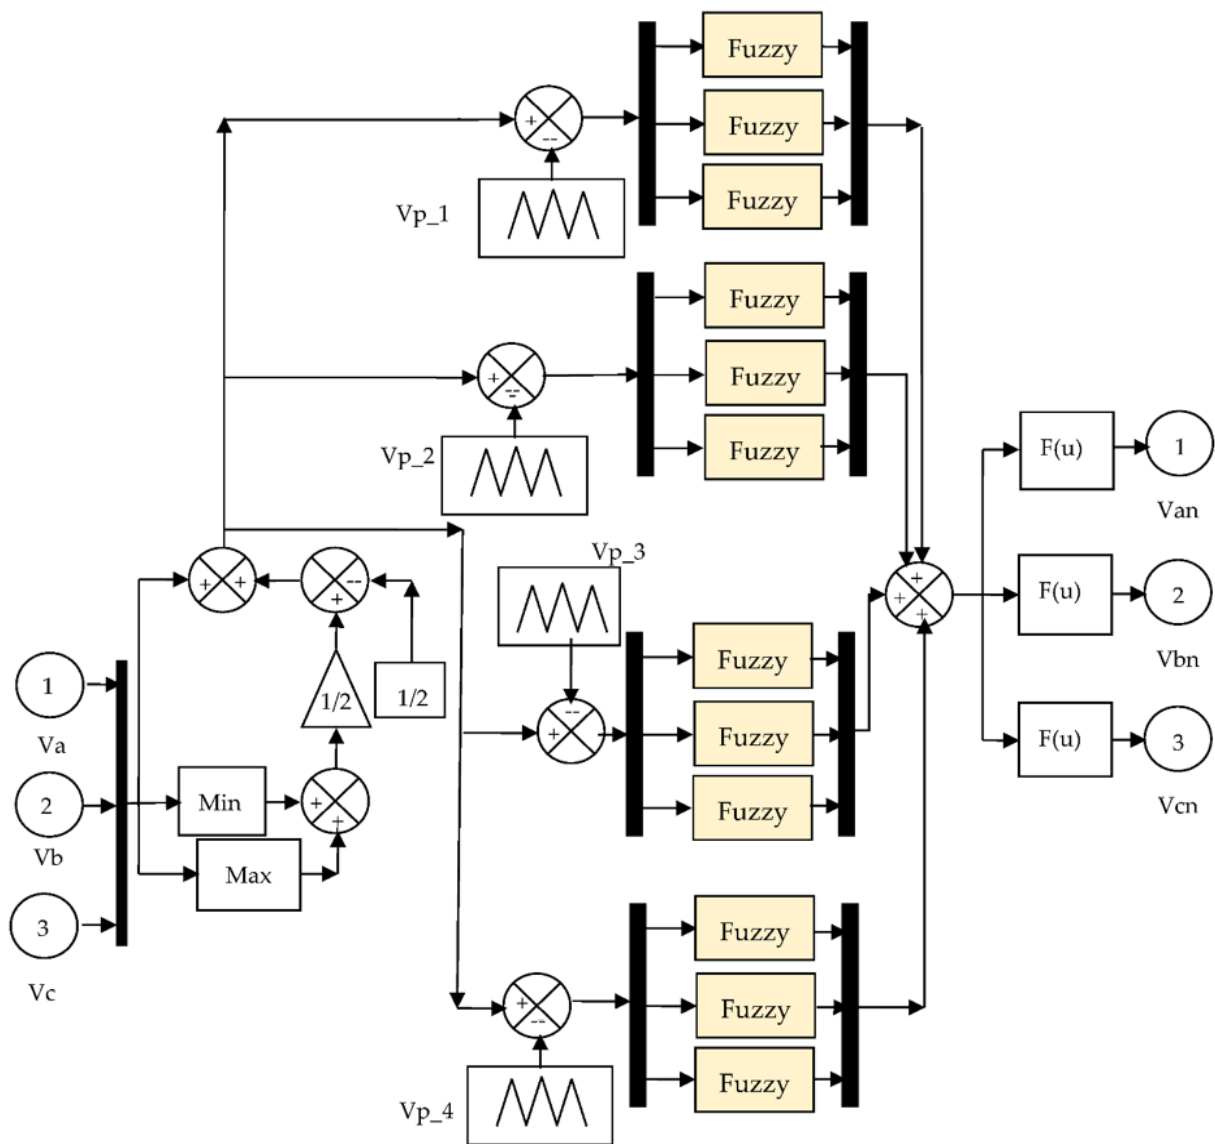 Fuzzy
+
--
Fuzzy
Vp_1
Fuzzy
Fuzzy
+
--
Fuzzy
Vp_2
Fuzzy
F(u)
1
Van
Vp_3
+ +
--
+
+
+
+
F(u)
2
Vbn
Fuzzy
1
Va
1/2
1/2
--
+
Fuzzy
F(u)
3
Vcn
2
Vb
Min
+
+
Fuzzy
Max
3
Vc
Fuzzy
+
--
Fuzzy
Fuzzy
Vp_4